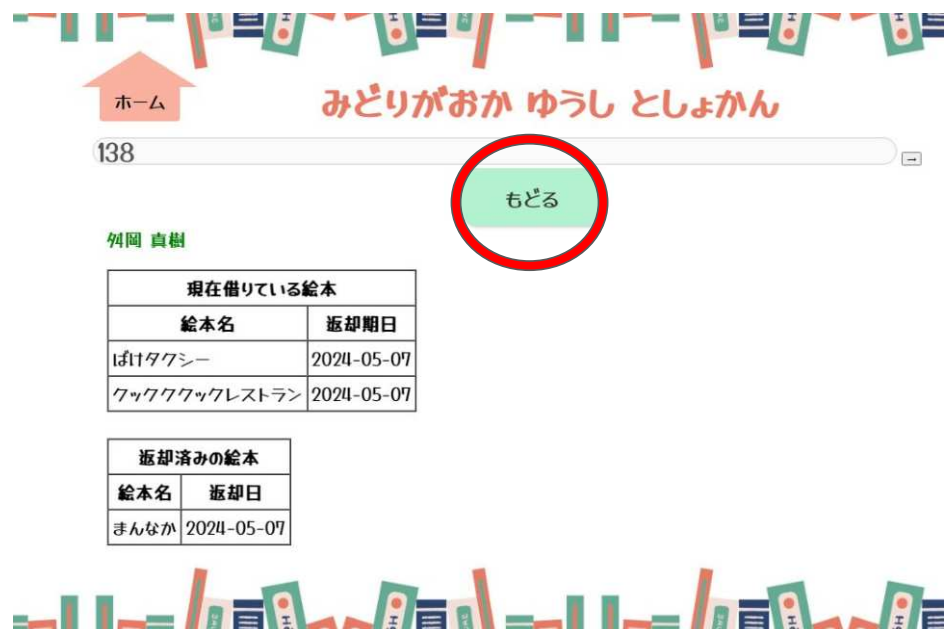 ホーム
みどりがおか ゆうし としょかん
138
→
もどる
舛岡 真樹
現在借りている絵本
絵本名 返却期日
ばけタクシー 2024-05-07
クックククックレストラン 2024-05-07
返却済みの絵本
絵本名 返却日
まんなか 2024-05-07